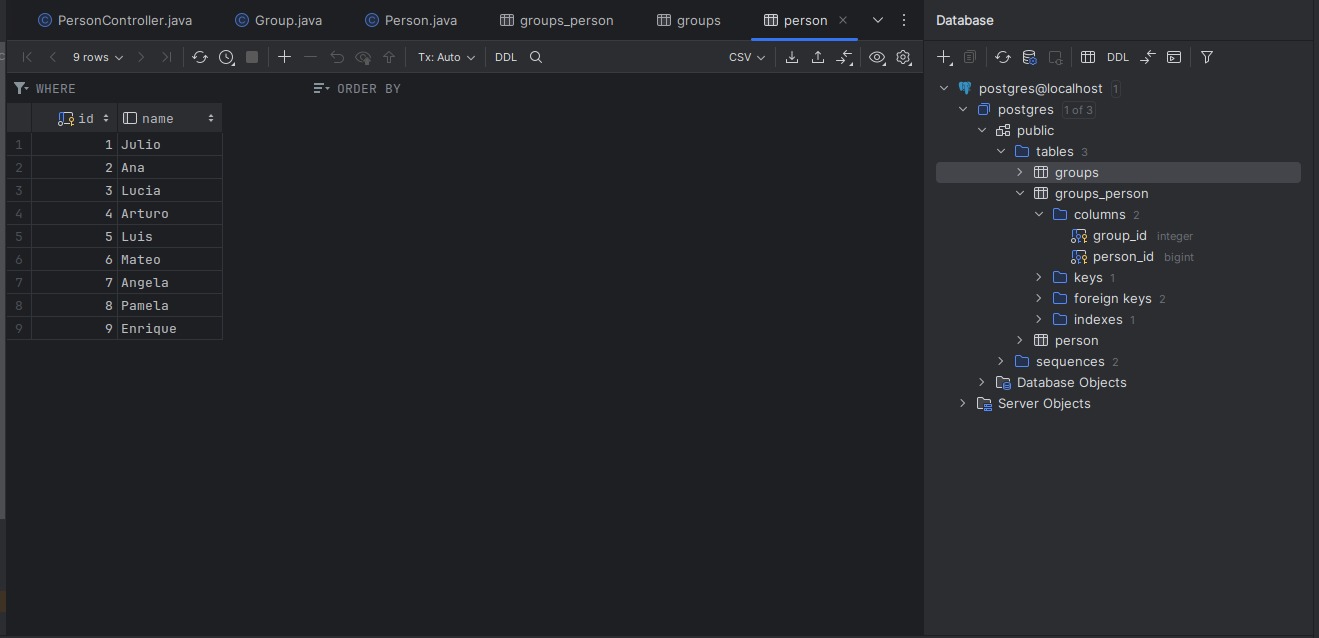 PersonController.java Group.java Person.java groups_person groups person
9 rows Tx: Auto DDL CSV
WHERE ORDER BY
id name
1 1 Julio
2 2 Ana
3 3 Lucia
4 4 Arturo
5 5 Luis
6 6 Mateo
7 7 Angela
8 8 Pamela
9 9 Enrique
Database
DDL
postgres@localhost 1
postgres 1 of 3
public
tables 3
groups
groups_person
columns 2
group_id integer
person_id bigint
keys 1
foreign keys 2
indexes 1
person
sequences 2
Database Objects
Server Objects